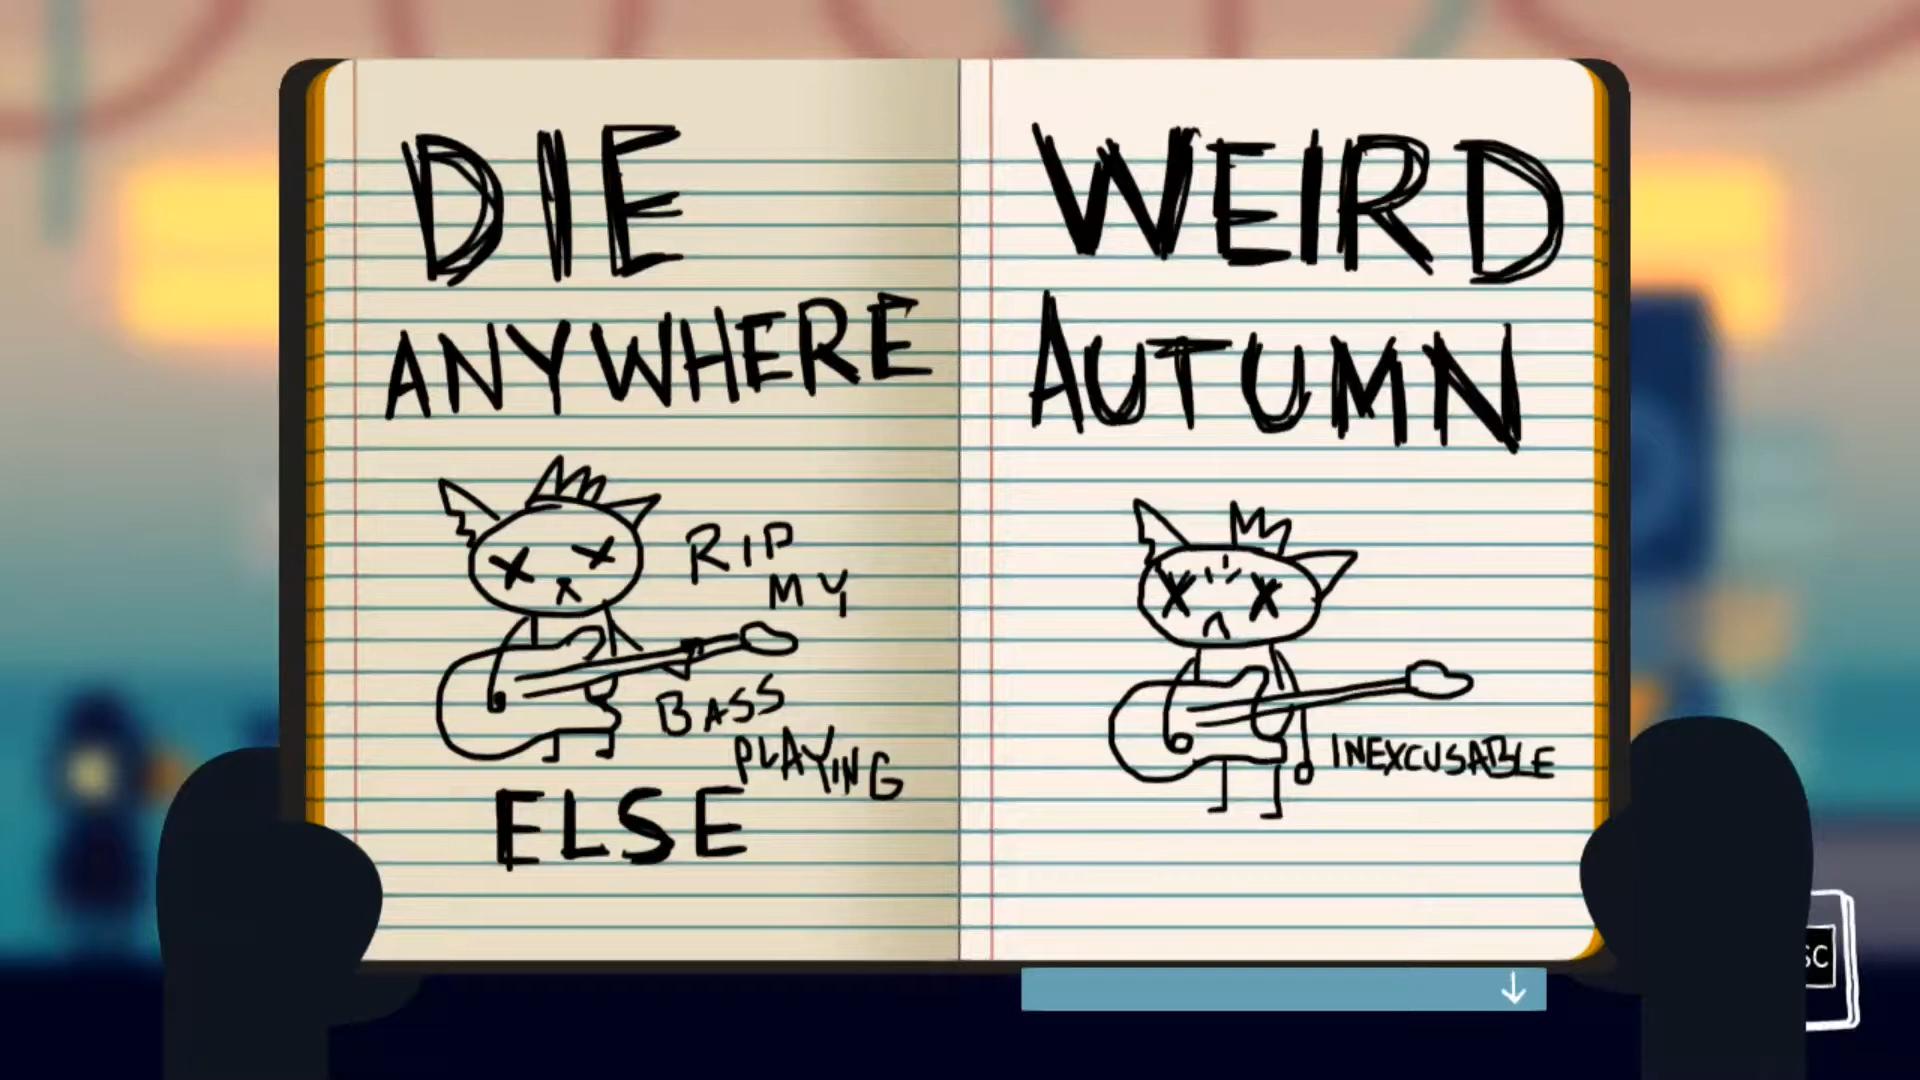 DIE
ANYWHERE
RIP
MY
BASS
PLAYING
ELSE
WEIRD
AUTUMN
INEXCUSABLE